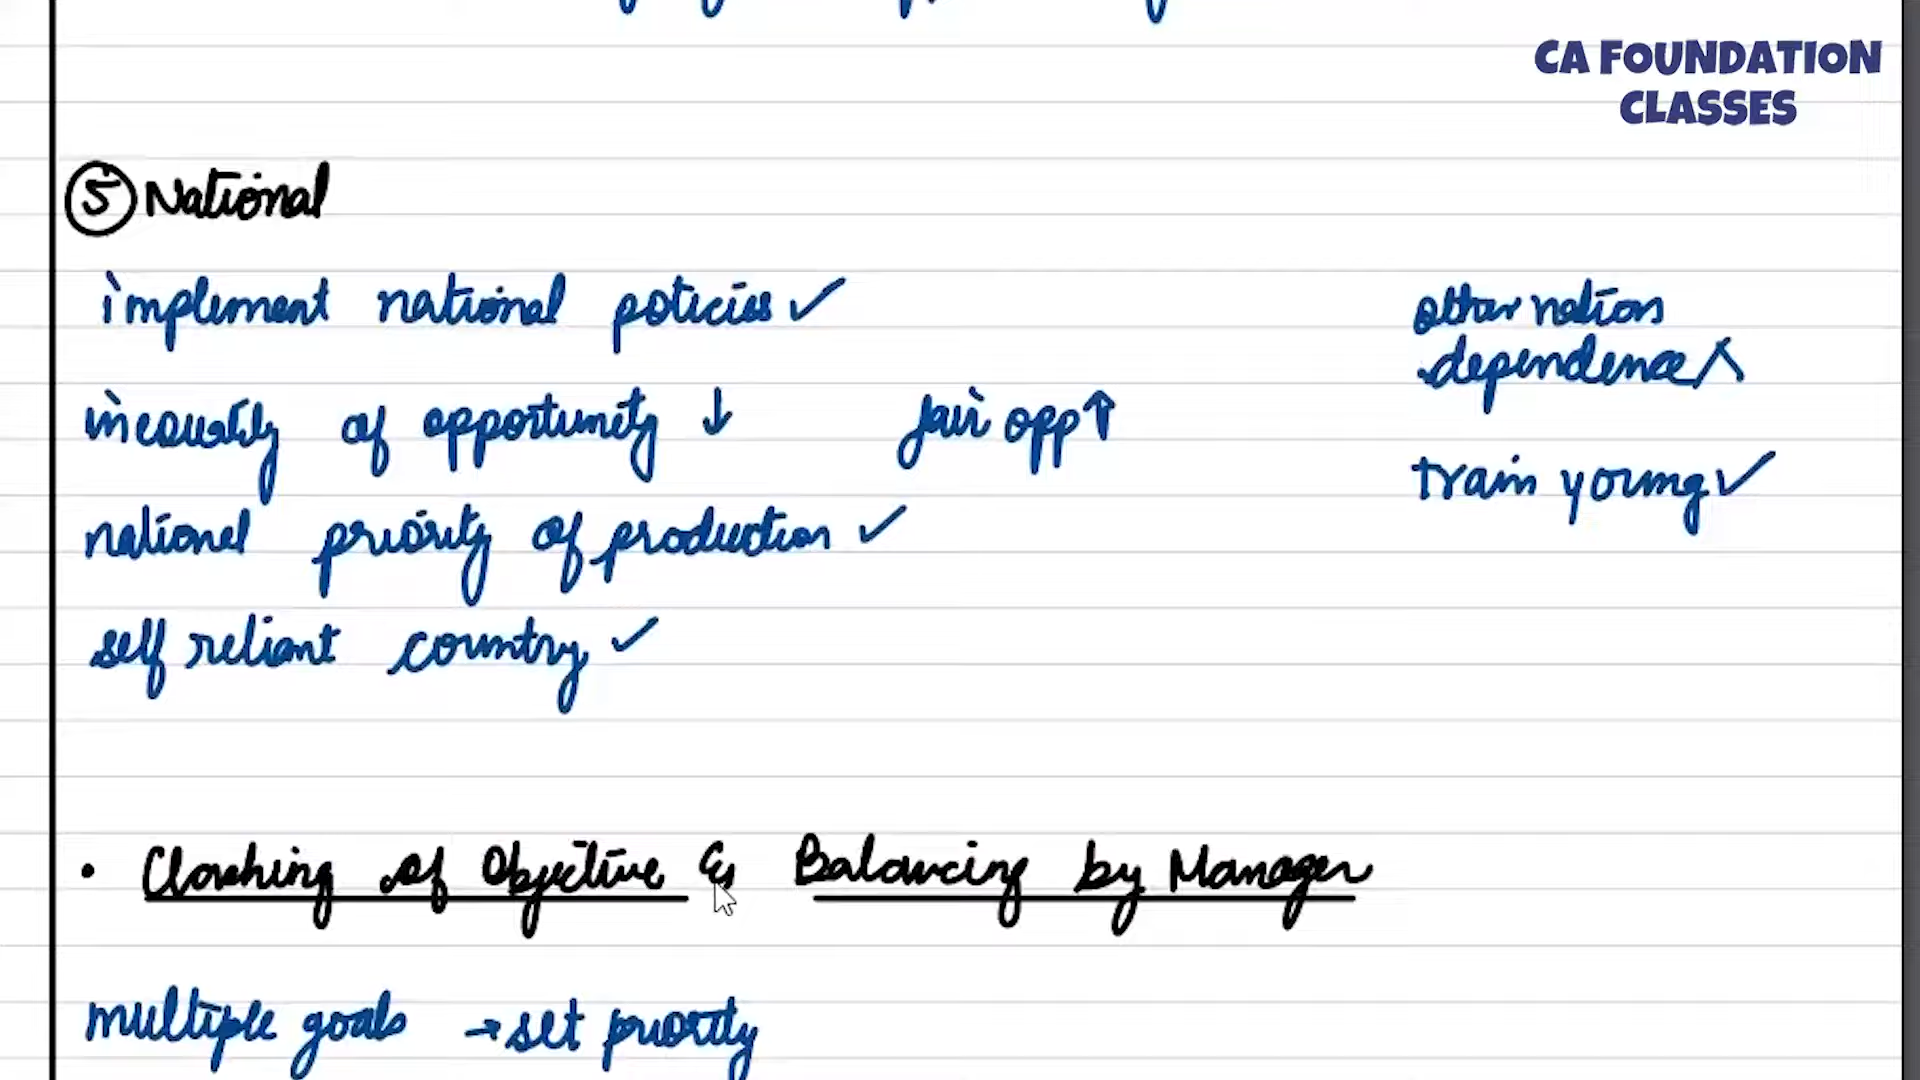 CA FOUNDATION
CLASSES
⑤ National
implement national policies ✓
inequality of opportunity ↓ fair opp ↑
national priority of production ✓
self reliant country ✓
other nations
dependence X
train young ✓
• Clashing of Objective & Balancing by Manager
multiple goals → set priority